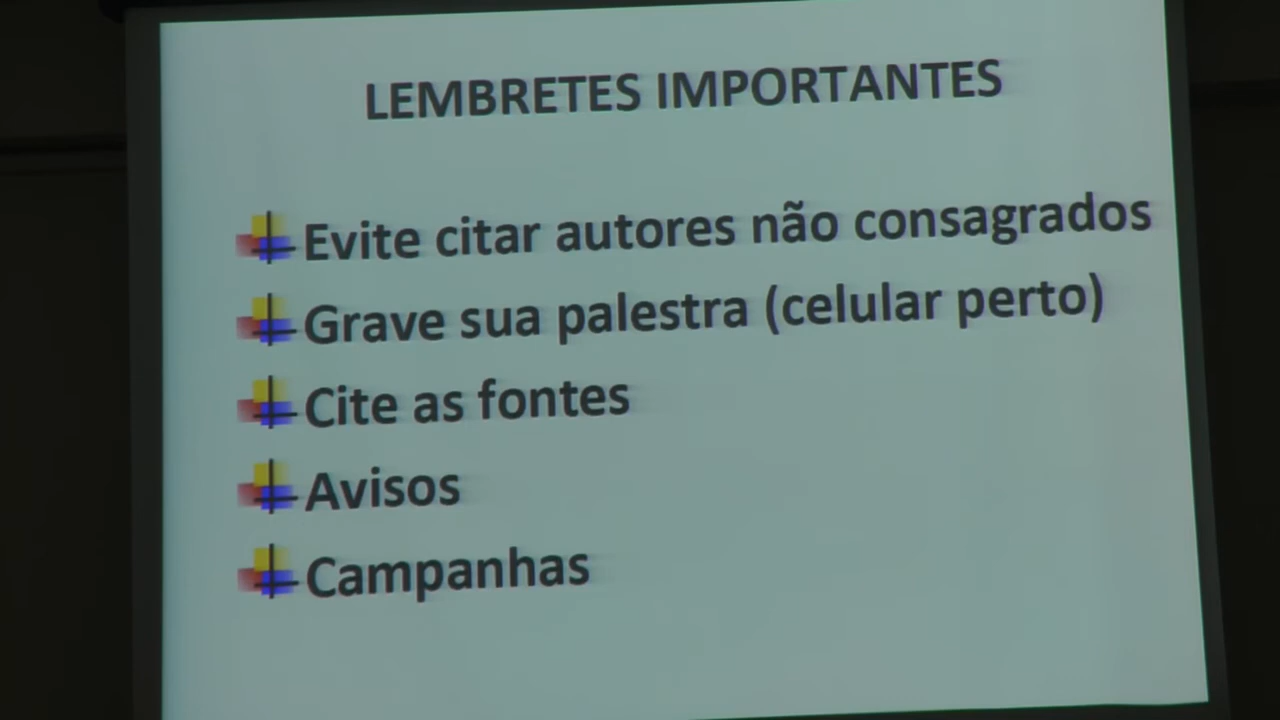 LEMBRETES IMPORTANTES
Evite citar autores não consagrados
Grave sua palestra (celular perto)
Cite as fontes
Avisos
Campanhas